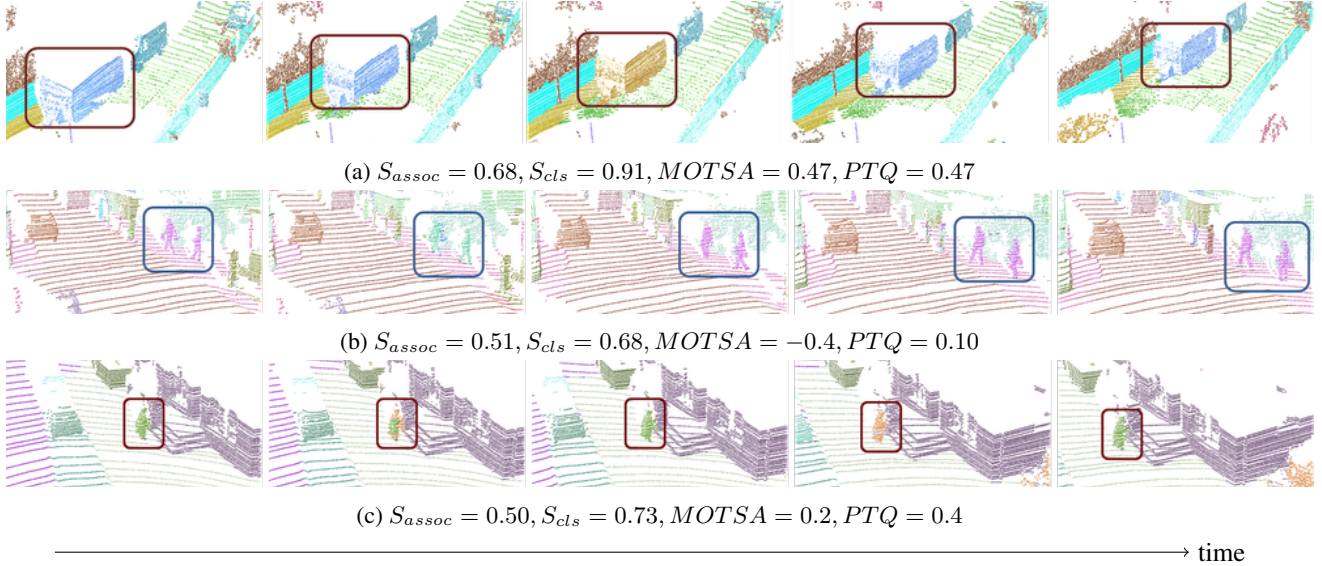 (a) $S_{assoc} = 0.68, S_{cls} = 0.91, MOTSA = 0.47, PTQ = 0.47$
(b) $S_{assoc} = 0.51, S_{cls} = 0.68, MOTSA = -0.4, PTQ = 0.10$
(c) $S_{assoc} = 0.50, S_{cls} = 0.73, MOTSA = 0.2, PTQ = 0.4$
time